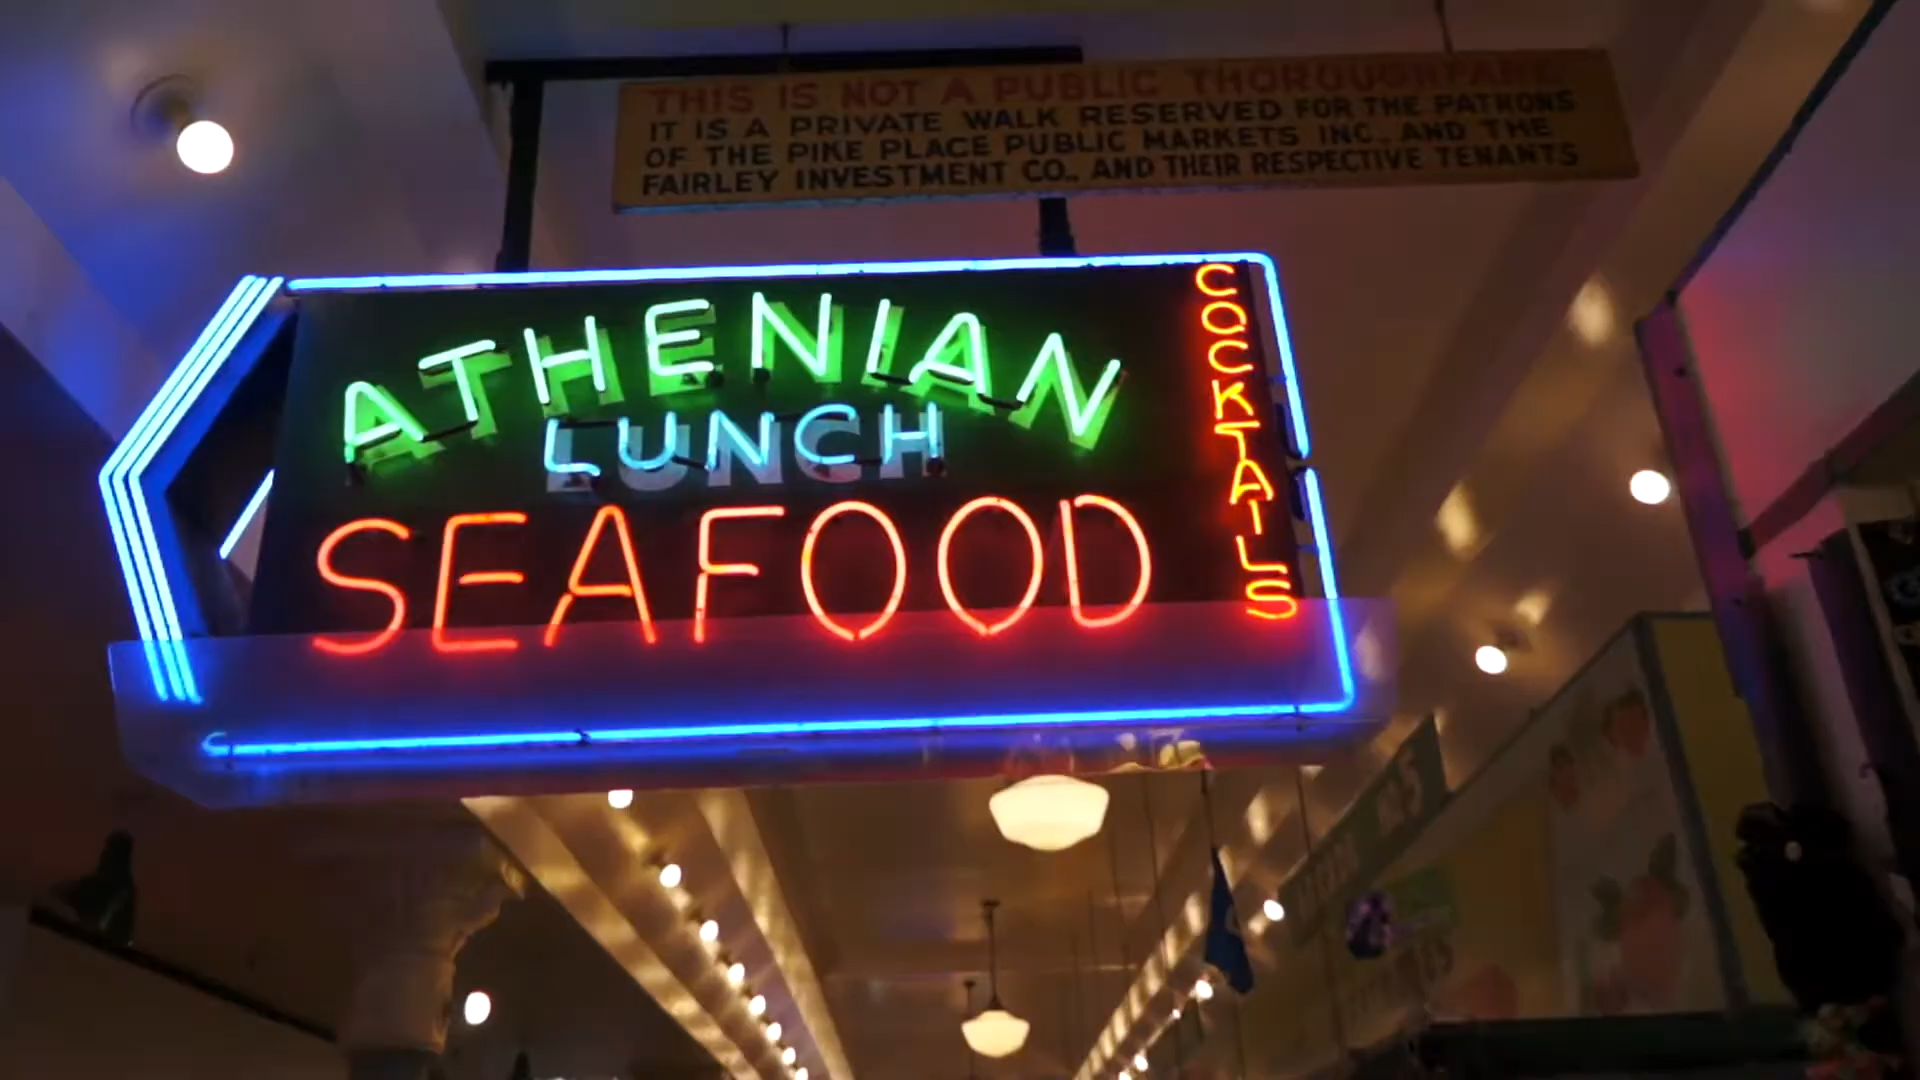 THIS IS NOT A PUBLIC THOROUGHFARE
IT IS A PRIVATE WALK RESERVED FOR THE PATRONS
OF THE PIKE PLACE PUBLIC MARKETS INC., AND THE
FAIRLEY INVESTMENT CO., AND THEIR RESPECTIVE TENANTS
ATHENIAN
LUNCH
SEAFOOD
COCKTAILS